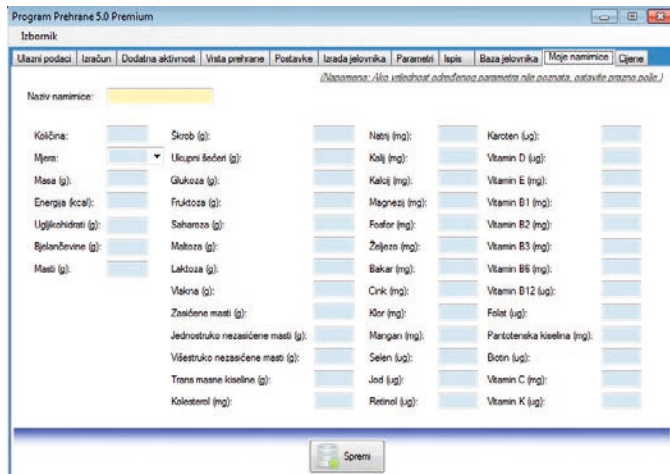 Program Prehrane 5.0 Premium
Izbornik
Ulazni podaci Izračun Dodatna aktivnost Vrsta prehrane Postavke Izrada jelovnika Parametri Ispis Baza jelovnika Moje namirnice Cijene
(Napomena: Ako vrijednost određenog parametra nije poznata, ostavite prazno polje.)
Naziv namirnice:
Količina:
Mjera:
Masa (g):
Energija (kcal):
Ugljikohidrati (g):
Bjelančevine (g):
Masti (g):
Škrob (g):
Ukupni šećeri (g):
Glukoza (g):
Fruktoza (g):
Saharoza (g):
Maltoza (g):
Laktoza (g):
Vlakna (g):
Zasićene masti (g):
Jednostruko nezasićene masti (g):
Višestruko nezasićene masti (g):
Trans masne kiseline (g):
Kolesterol (mg):
Natrij (mg):
Kalij (mg):
Kalcij (mg):
Magnezij (mg):
Fosfor (mg):
Željezo (mg):
Bakar (mg):
Cink (mg):
Klor (mg):
Mangan (mg):
Selen (ug):
Jod (ug):
Retinol (ug):
Karoten (ug):
Vitamin D (ug):
Vitamin E (mg):
Vitamin B1 (mg):
Vitamin B2 (mg):
Vitamin B3 (mg):
Vitamin B6 (mg):
Vitamin B12 (ug):
Folat (ug):
Pantotenska kiselina (mg):
Biotin (ug):
Vitamin C (mg):
Vitamin K (ug):
Spremi